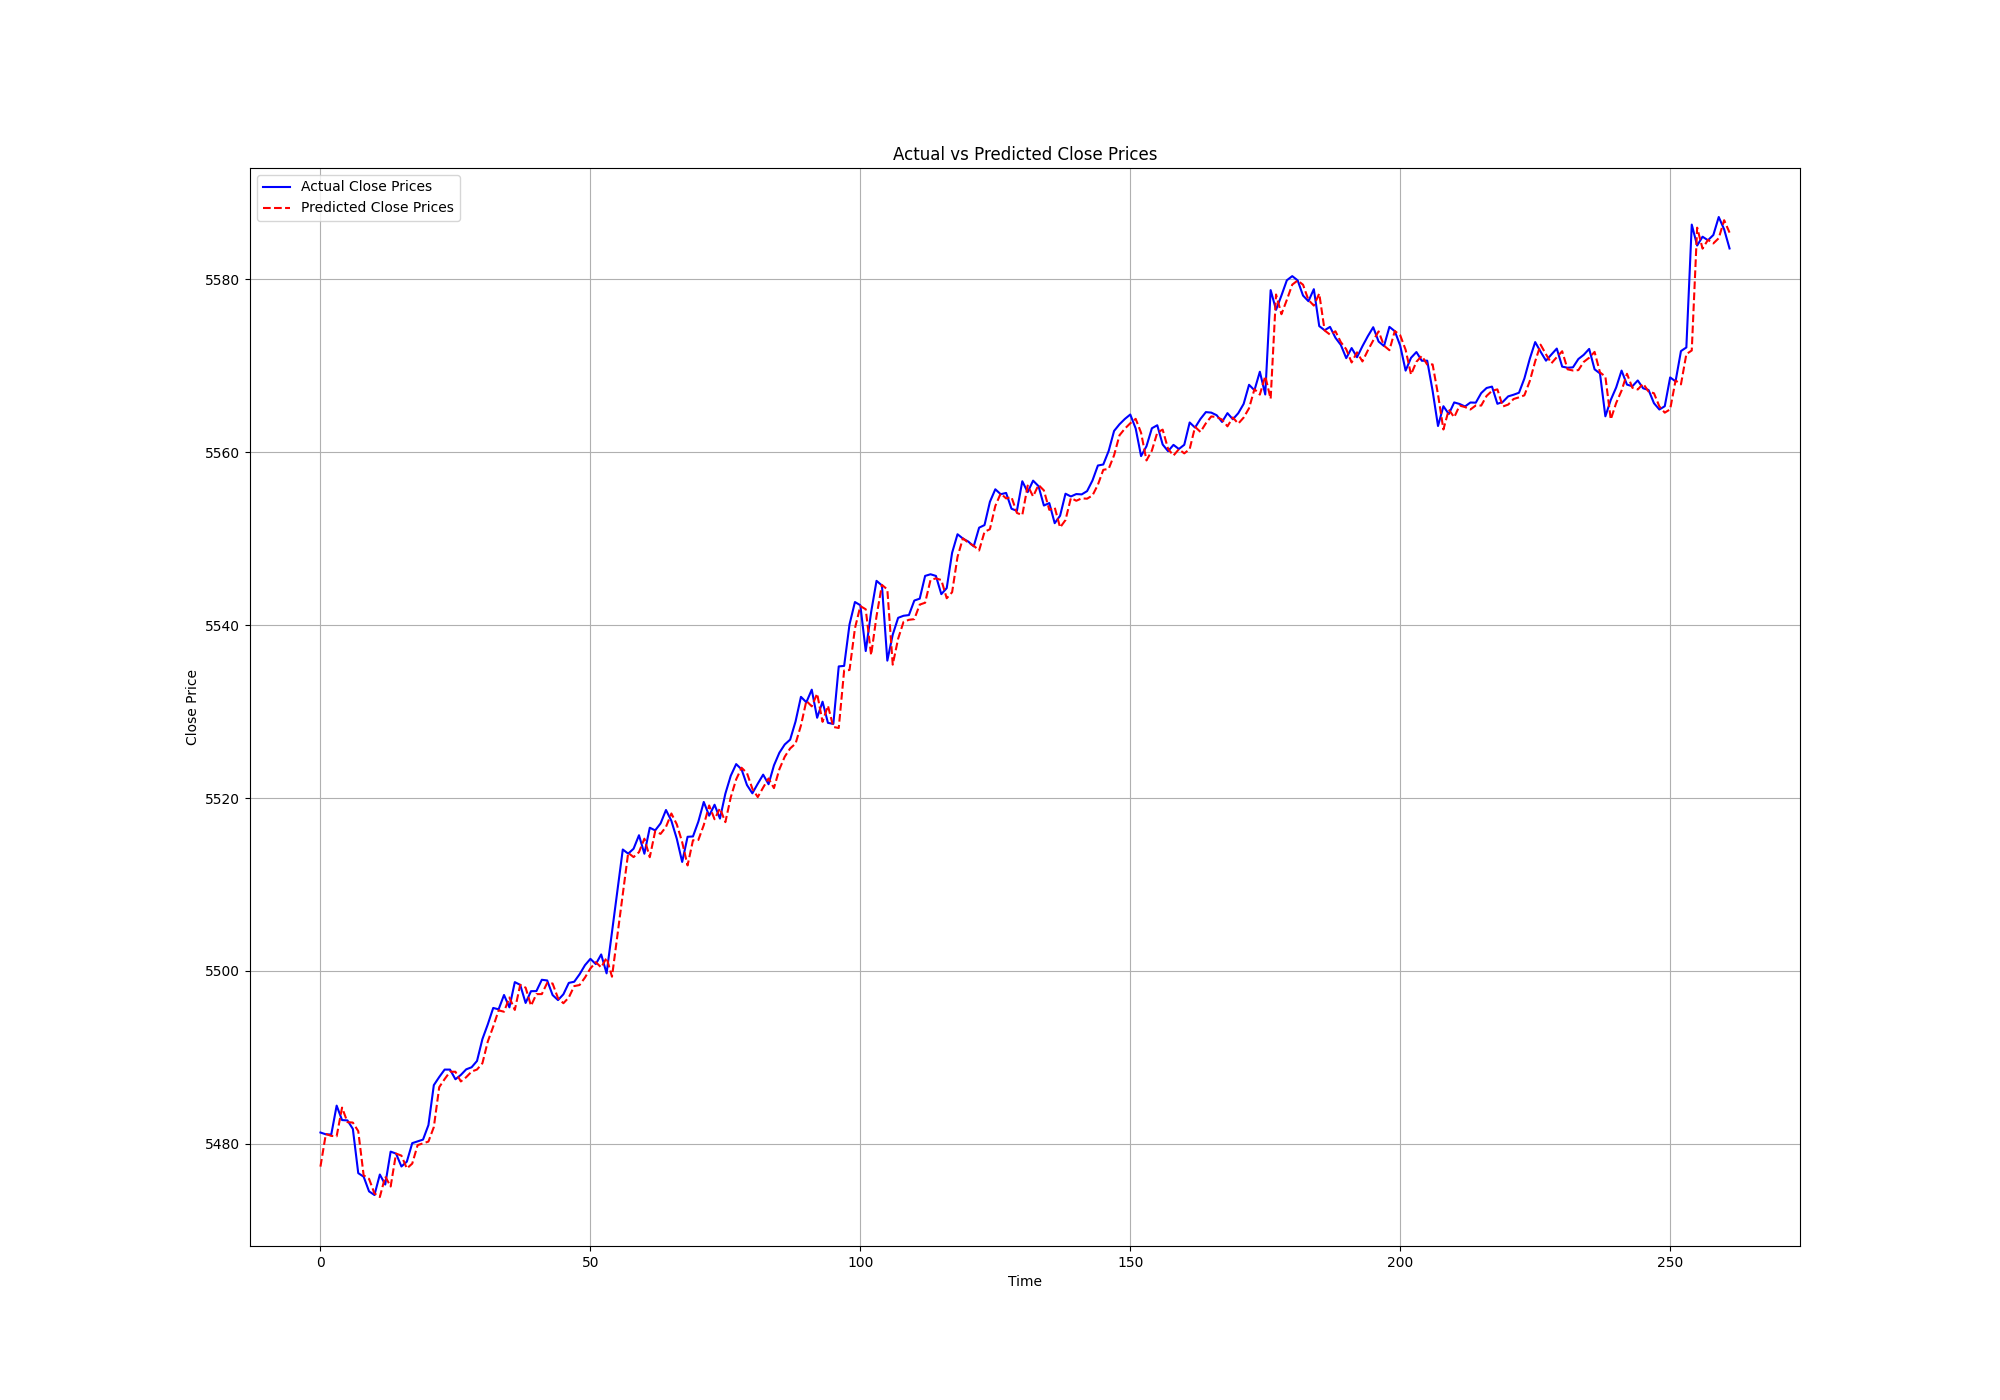 Actual vs Predicted Close Prices
Actual Close Prices
Predicted Close Prices
5580
5560
5540
5520
5500
5480
Close Price
0 50 100 150 200 250
Time